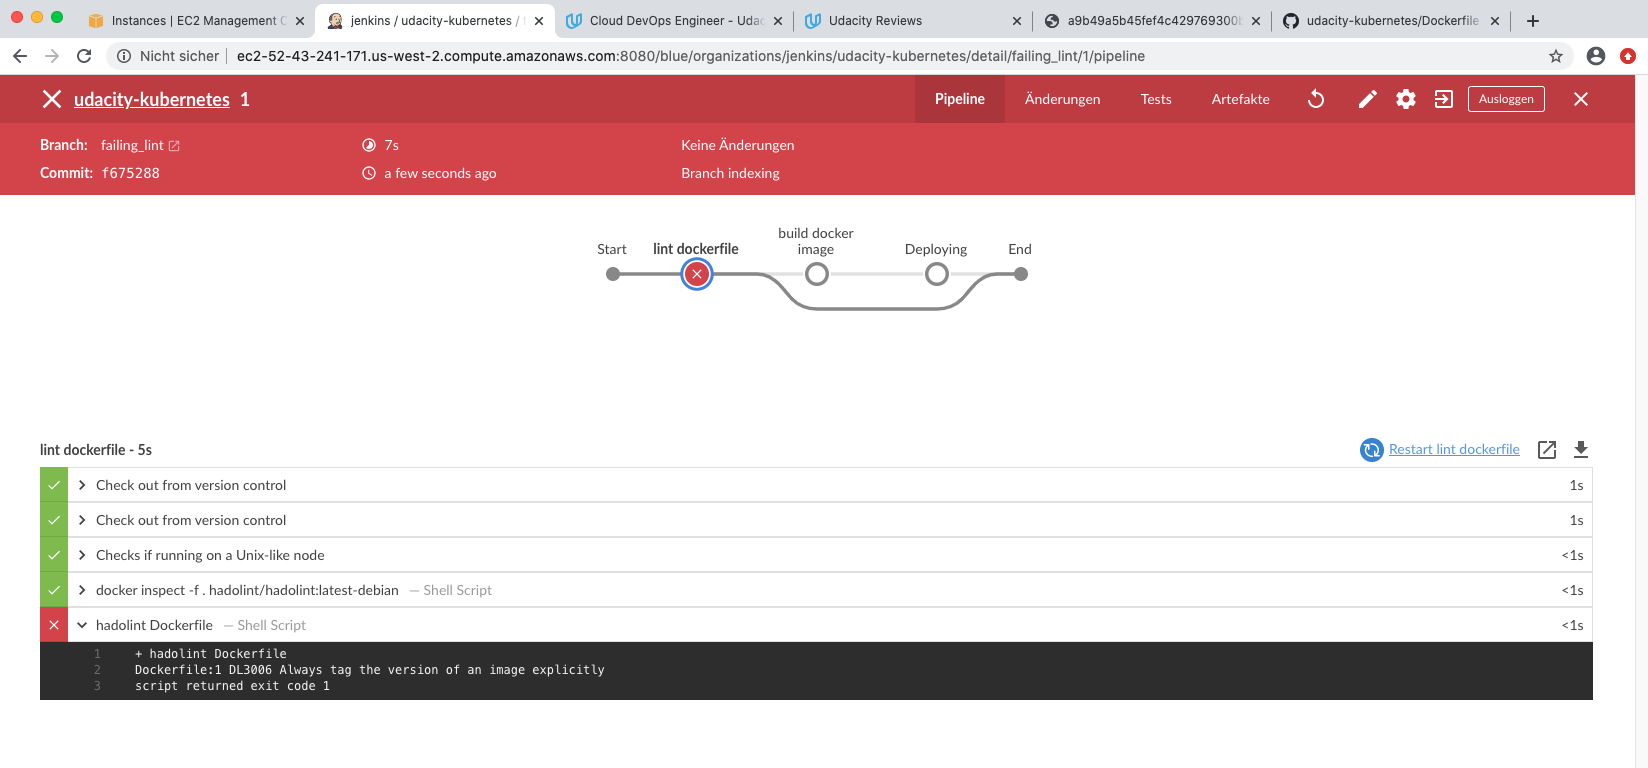 Instances | EC2 Management C
jenkins / udacity-kubernetes / f
Cloud DevOps Engineer - Udac
Udacity Reviews
a9b49a5b45fef4c429769300b
udacity-kubernetes/Dockerfile
Nicht sicher
ec2-52-43-241-171.us-west-2.compute.amazonaws.com:8080/blue/organizations/jenkins/udacity-kubernetes/detail/failing_lint/1/pipeline
udacity-kubernetes 1
Pipeline
Änderungen
Tests
Artefakte
Ausloggen
Branch: failing_lint
7s
Keine Änderungen
Commit: f675288
a few seconds ago
Branch indexing
Start
lint dockerfile
build docker
image
Deploying
End
lint dockerfile - 5s
Restart lint dockerfile
Check out from version control 1s
Check out from version control 1s
Checks if running on a Unix-like node <1s
docker inspect -f . hadolint/hadolint:latest-debian — Shell Script <1s
hadolint Dockerfile — Shell Script <1s
1 + hadolint Dockerfile
2 Dockerfile:1 DL3006 Always tag the version of an image explicitly
3 script returned exit code 1